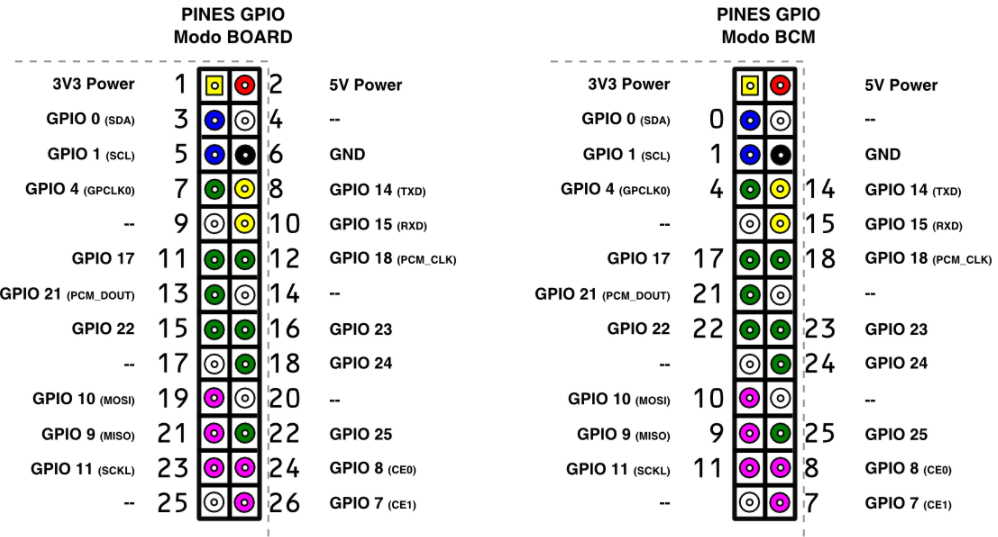 PINES GPIO
Modo BOARD
3V3 Power 1 2 5V Power
GPIO 0 (SDA) 3 4 --
GPIO 1 (SCL) 5 6 GND
GPIO 4 (GPCLK0) 7 8 GPIO 14 (TXD)
-- 9 10 GPIO 15 (RXD)
GPIO 17 11 12 GPIO 18 (PCM_CLK)
GPIO 21 (PCM_DOUT) 13 14 --
GPIO 22 15 16 GPIO 23
-- 17 18 GPIO 24
GPIO 10 (MOSI) 19 20 --
GPIO 9 (MISO) 21 22 GPIO 25
GPIO 11 (SCKL) 23 24 GPIO 8 (CE0)
-- 25 26 GPIO 7 (CE1)
PINES GPIO
Modo BCM
3V3 Power 5V Power
GPIO 0 (SDA) 0 --
GPIO 1 (SCL) 1 GND
GPIO 4 (GPCLK0) 4 14 GPIO 14 (TXD)
-- 15 GPIO 15 (RXD)
GPIO 17 17 18 GPIO 18 (PCM_CLK)
GPIO 21 (PCM_DOUT) 21 --
GPIO 22 22 23 GPIO 23
-- 24 GPIO 24
GPIO 10 (MOSI) 10 --
GPIO 9 (MISO) 9 25 GPIO 25
GPIO 11 (SCKL) 11 8 GPIO 8 (CE0)
-- 7 GPIO 7 (CE1)